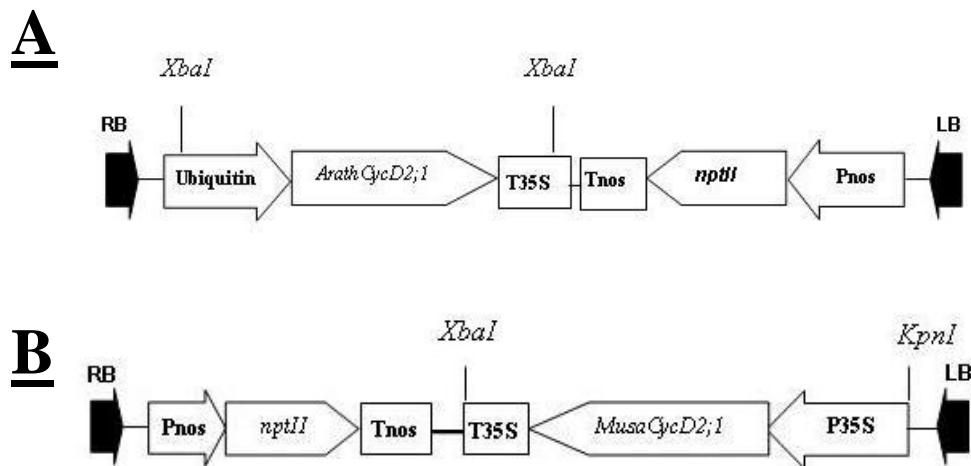 A
XbaI XbaI
RB LB
Ubiquitin ArathCycD2;1 T35S Tnos nptII Pnos
B
XbaI KpnI
RB LB
Pnos nptII Tnos T35S MusaCycD2;1 P35S